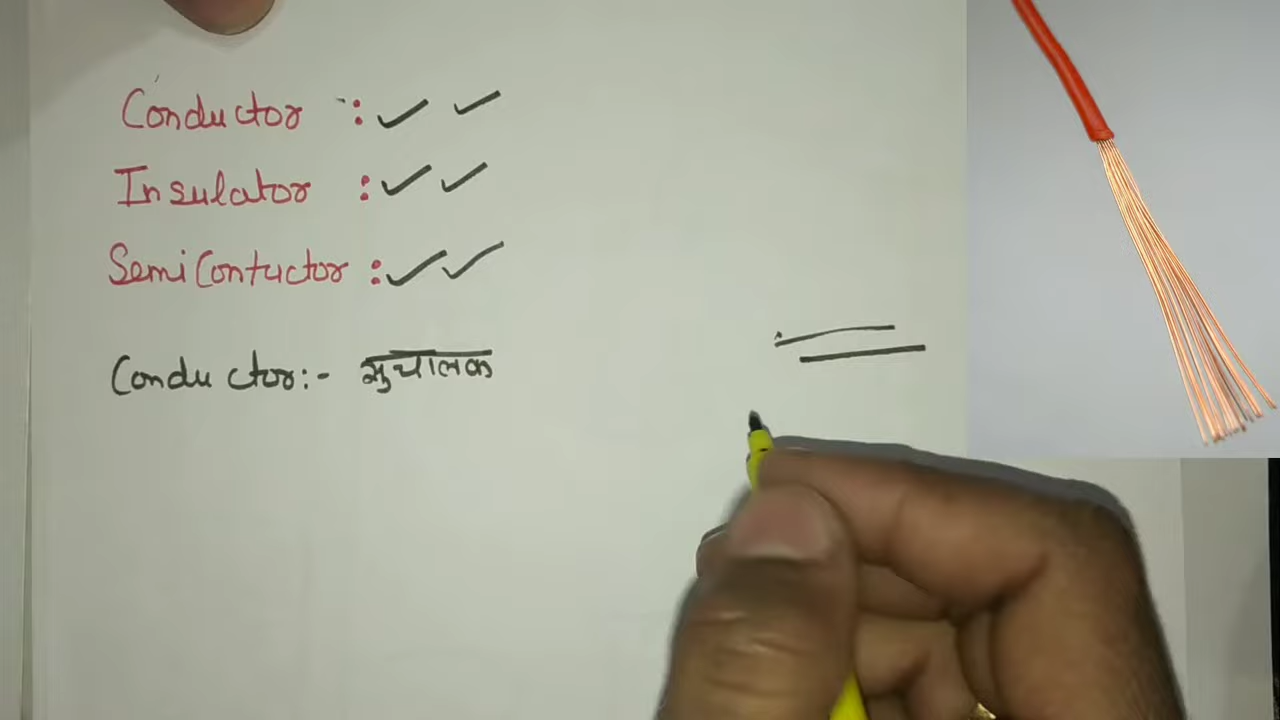 Conductor :
Insulator :
SemiContuctor :
Conductor:- सुचालक